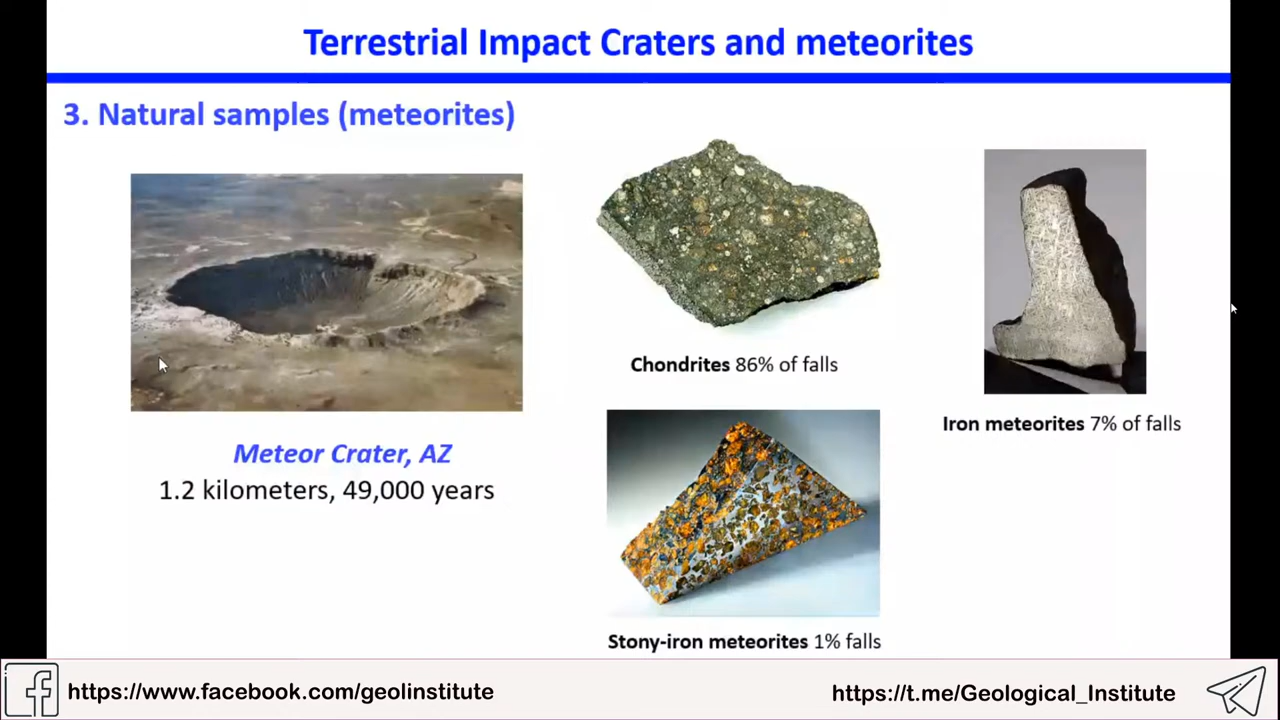 Terrestrial Impact Craters and meteorites
3. Natural samples (meteorites)
Chondrites 86% of falls
Iron meteorites 7% of falls
Meteor Crater, AZ
1.2 kilometers, 49,000 years
Stony-iron meteorites 1% falls
https://www.facebook.com/geolinstitute
https://t.me/Geological_Institute